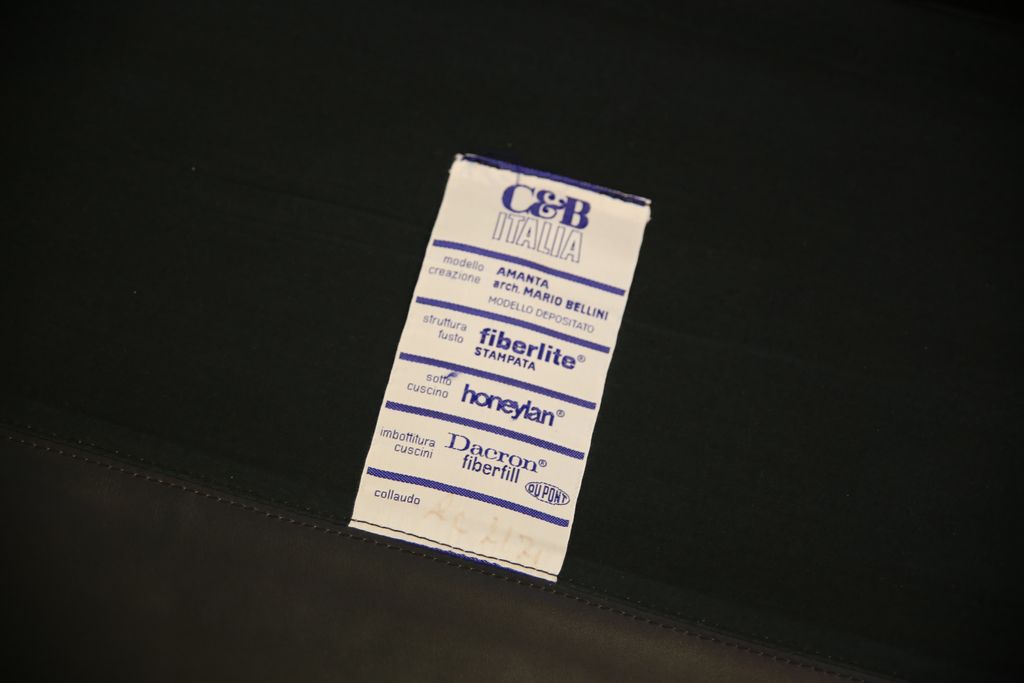 C&B
ITALIA
modello
creazione
AMANTA
arch. MARIO BELLINI
MODELLO DEPOSITATO
struttura
fusto
fiberlite®
STAMPATA
sotto
cuscino
honeylan®
imbottitura
cuscini
Dacron®
fiberfill
DU PONT
collaudo